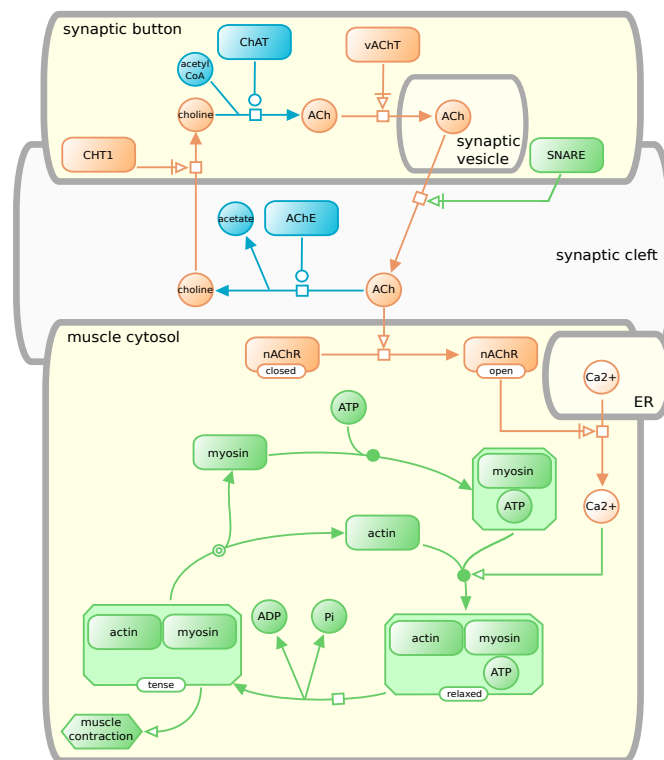 synaptic button
ChAT
vAChT
acetyl
CoA
choline
ACh
ACh
synaptic
vesicle
CHT1
SNARE
acetate
AChE
synaptic cleft
choline
ACh
muscle cytosol
nAChR
closed
nAChR
open
Ca2+
ER
ATP
myosin
myosin
ATP
Ca2+
actin
ADP
Pi
actin
myosin
tense
actin
myosin
ATP
relaxed
muscle
contraction